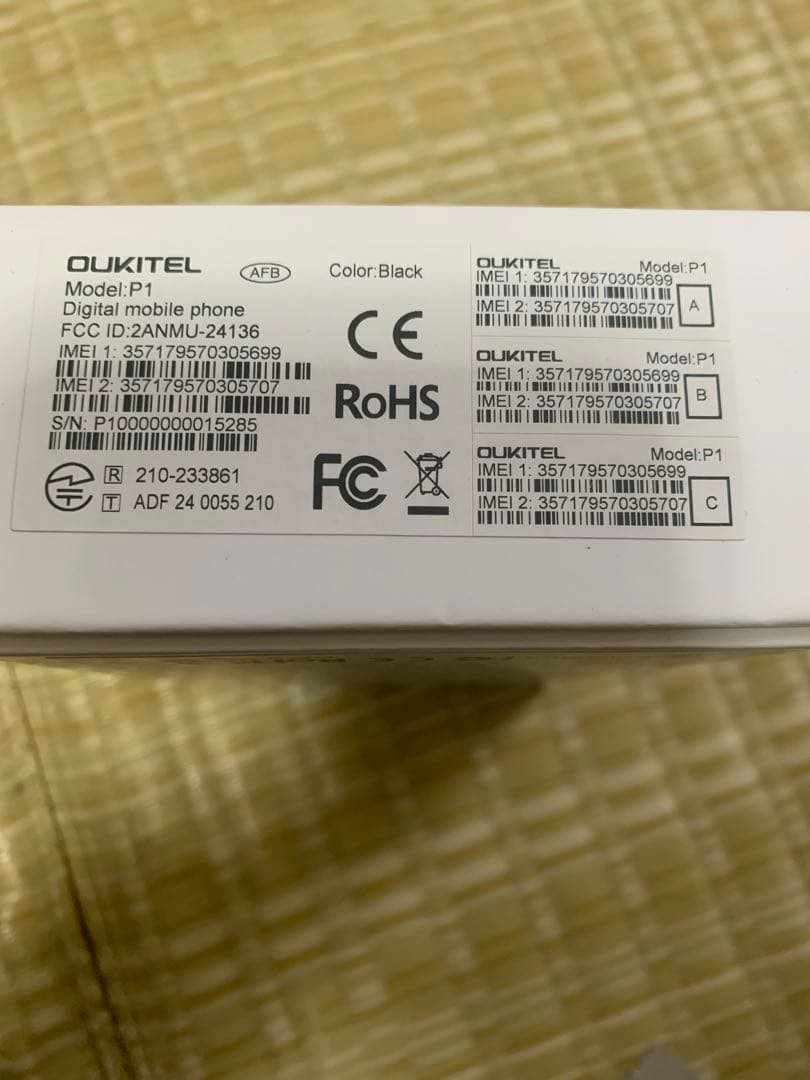 OUKITEL
AFB
Color:Black
Model:P1
Digital mobile phone
FCC ID:2ANMU-24136
IMEI 1: 357179570305699
IMEI 2: 357179570305707
S/N: P10000000015285
R 210-233861
T ADF 24 0055 210
CE
RoHS
FC
OUKITEL Model:P1
IMEI 1: 357179570305699
IMEI 2: 357179570305707
A
OUKITEL Model:P1
IMEI 1: 357179570305699
IMEI 2: 357179570305707
B
OUKITEL Model:P1
IMEI 1: 357179570305699
IMEI 2: 357179570305707
C